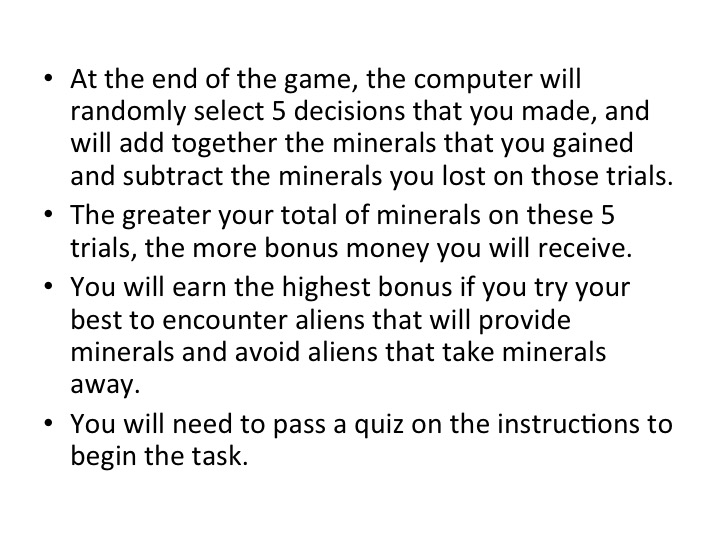 • At the end of the game, the computer will
randomly select 5 decisions that you made, and
will add together the minerals that you gained
and subtract the minerals you lost on those trials.
• The greater your total of minerals on these 5
trials, the more bonus money you will receive.
• You will earn the highest bonus if you try your
best to encounter aliens that will provide
minerals and avoid aliens that take minerals
away.
• You will need to pass a quiz on the instructions to
begin the task.